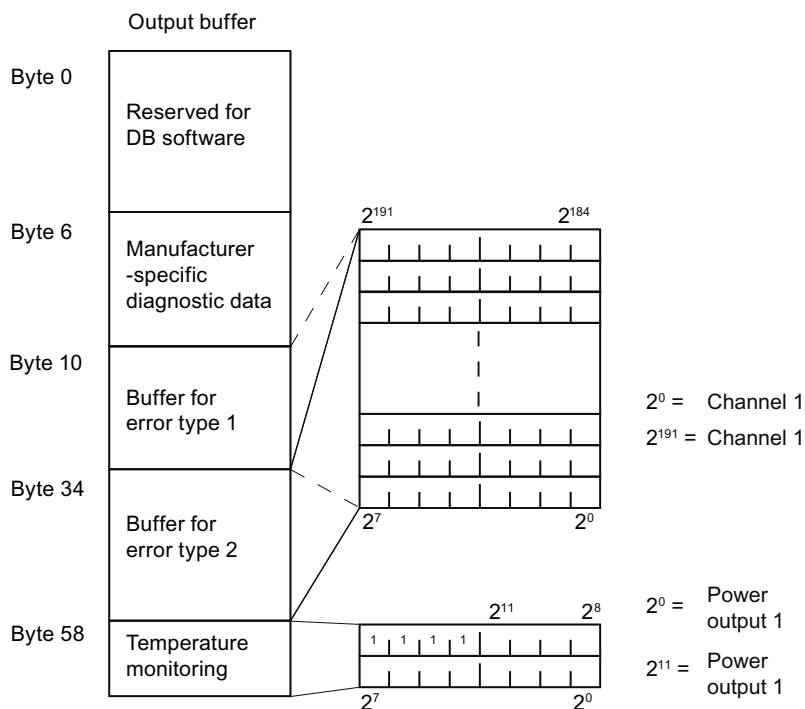 Output buffer
Byte 0
Reserved for
DB software
Byte 6
Manufacturer
-specific
diagnostic data
Byte 10
Buffer for
error type 1
Byte 34
Buffer for
error type 2
Byte 58
Temperature
monitoring
2¹⁹¹ 2¹⁸⁴
2⁷ 2⁰
2⁰ = Channel 1
2¹⁹¹ = Channel 1
2¹¹ 2⁸
1 1 1 1
2⁷ 2⁰
2⁰ = Power
output 1
2¹¹ = Power
output 1